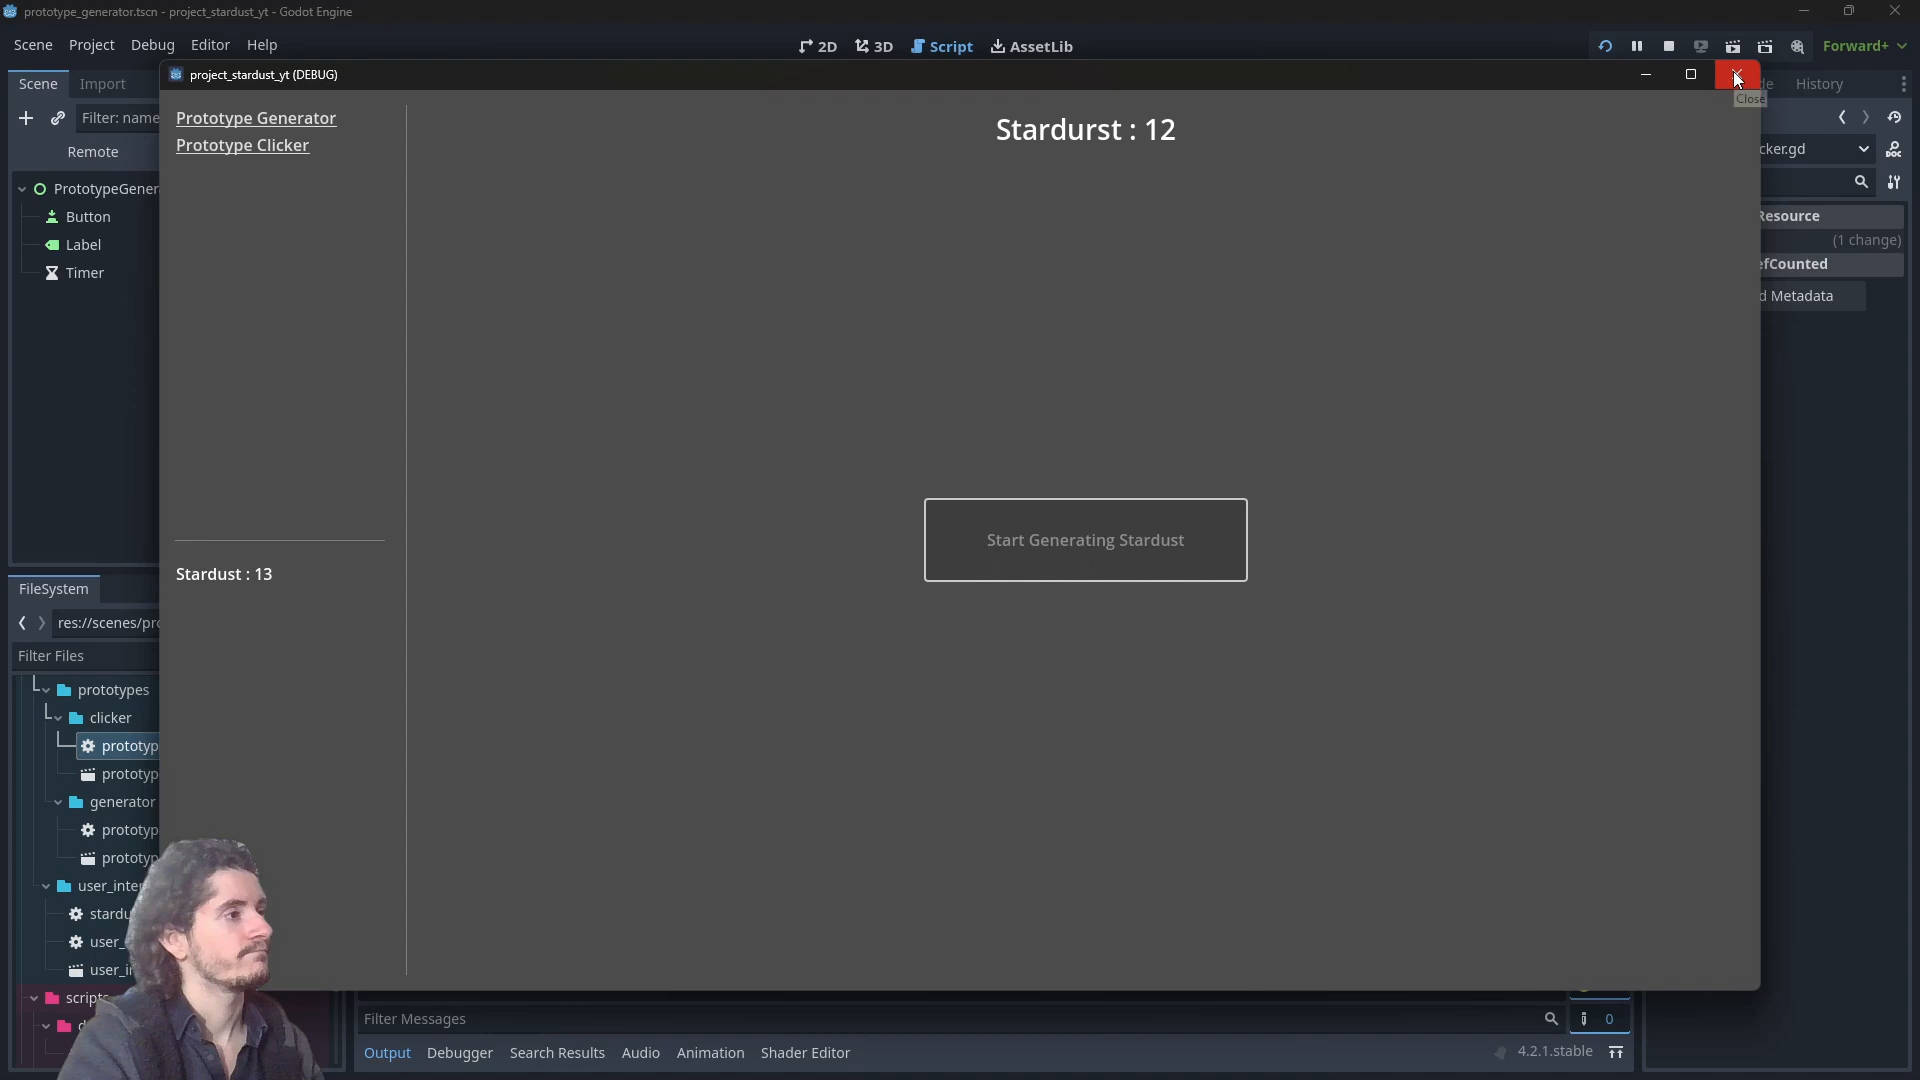 prototype_generator.tscn - project_stardust_yt - Godot Engine
Scene Project Debug Editor Help
2D 3D Script AssetLib
Forward+
Scene Import
project_stardust_yt (DEBUG)
History
Close
Filter: name
Prototype Generator
Stardurst : 12
Prototype Clicker
Remote
cker.gd
PrototypeGener
Button
Resource
Label
(1 change)
Timer
efCounted
d Metadata
Start Generating Stardust
Stardust : 13
FileSystem
res://scenes/pro
Filter Files
prototypes
clicker
prototyp
prototyp
generator
prototyp
prototyp
user_inter
stardu
user_
user_in
scripts
Filter Messages
0
Output Debugger Search Results Audio Animation Shader Editor
4.2.1.stable